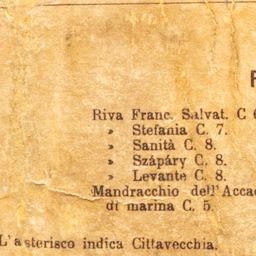 Riva Franc. Salvat. C 6
» Stefania C. 7.
» Sanità C. 8.
» Szápáry C. 8.
» Levante C. 8.
Mandracchio dell'Acca
di marina C. 5.
L'asterisco indica Cittavecchia.